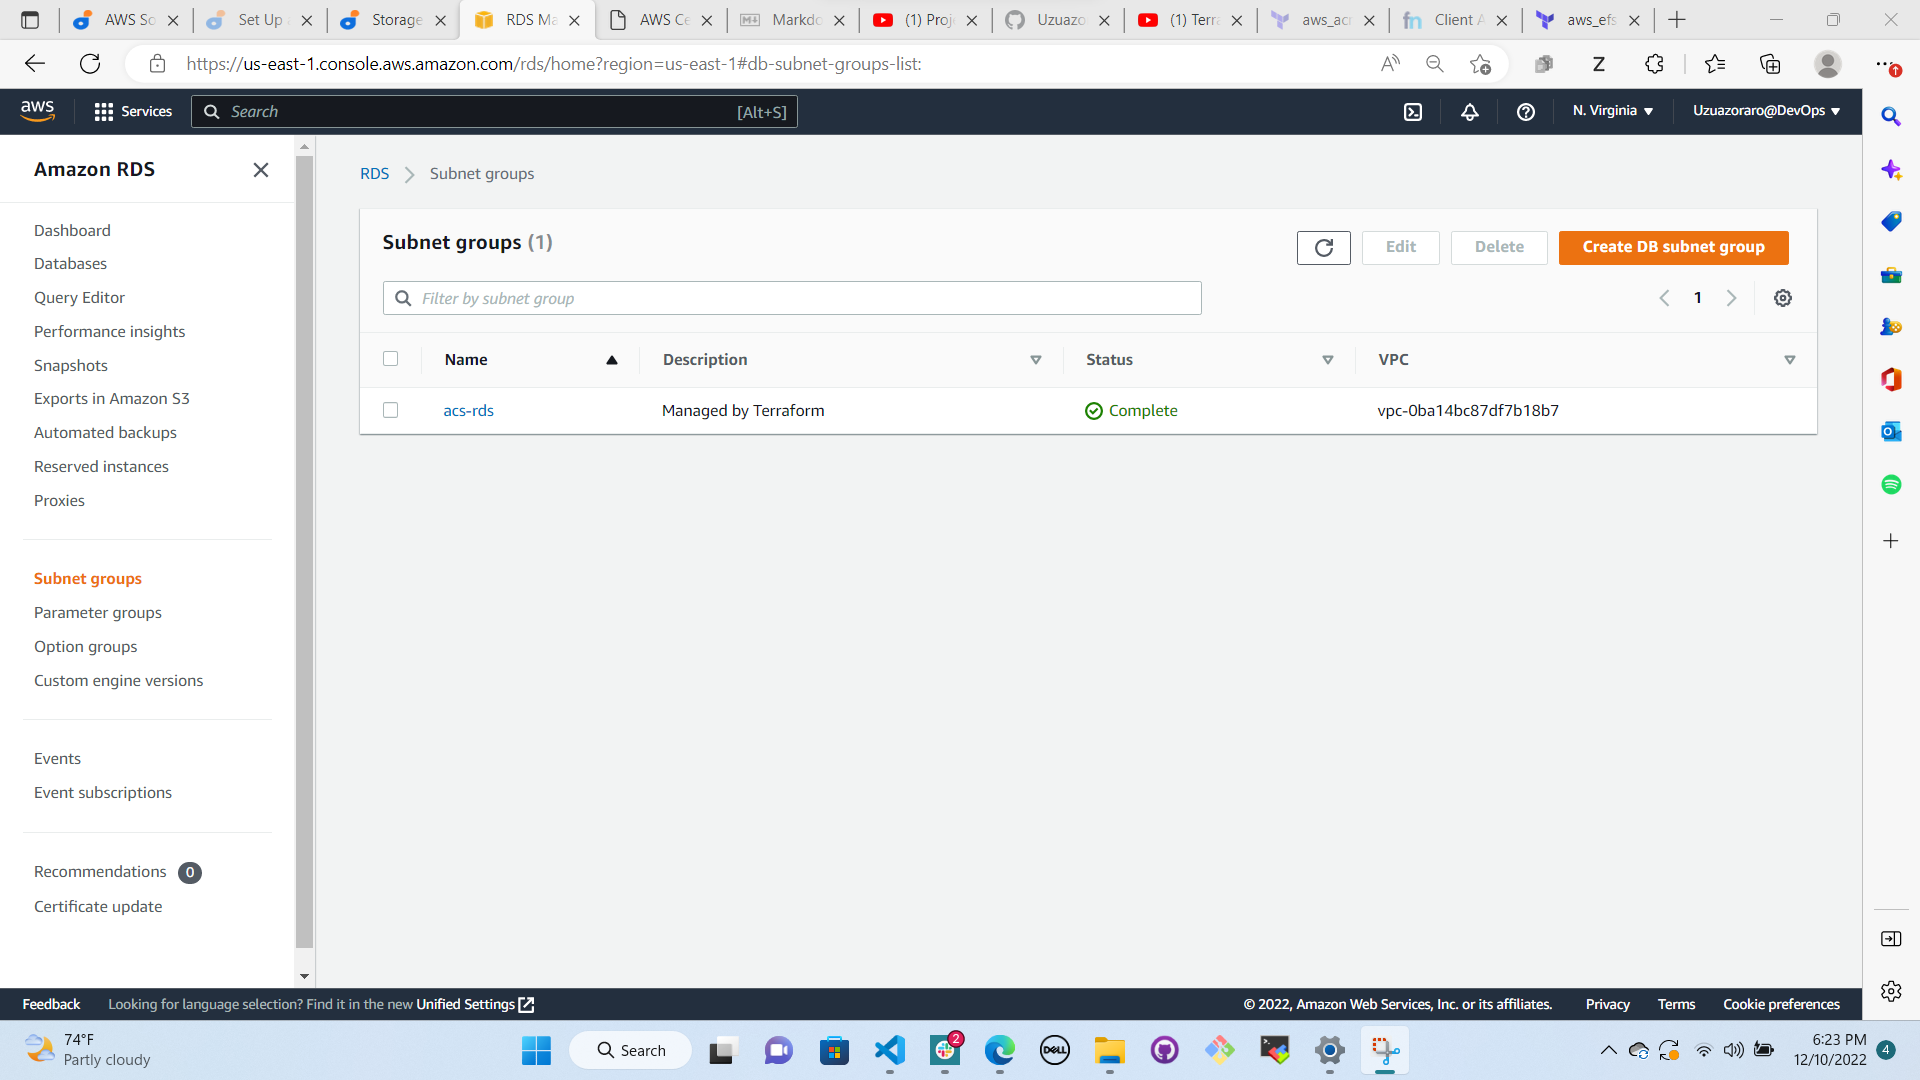 AWS So
Set Up a
Storage
RDS Ma
AWS Ce
Markdo
(1) Proj
Uzuazo
(1) Terra
aws_acm
Client A
aws_efs
https://us-east-1.console.aws.amazon.com/rds/home?region=us-east-1#db-subnet-groups-list:
aws
Services
Search
[Alt+S]
N. Virginia
Uzuazoraro@DevOps
Amazon RDS
Dashboard
Databases
Query Editor
Performance insights
Snapshots
Exports in Amazon S3
Automated backups
Reserved instances
Proxies
Subnet groups
Parameter groups
Option groups
Custom engine versions
Events
Event subscriptions
Recommendations 0
Certificate update
RDS > Subnet groups
Subnet groups (1)
Edit
Delete
Create DB subnet group
Filter by subnet group
1
Name
Description
Status
VPC
acs-rds
Managed by Terraform
Complete
vpc-0ba14bc87df7b18b7
Feedback
Looking for language selection? Find it in the new Unified Settings
© 2022, Amazon Web Services, Inc. or its affiliates.
Privacy
Terms
Cookie preferences
74°F
Partly cloudy
Search
2
DELL
6:23 PM
12/10/2022
4